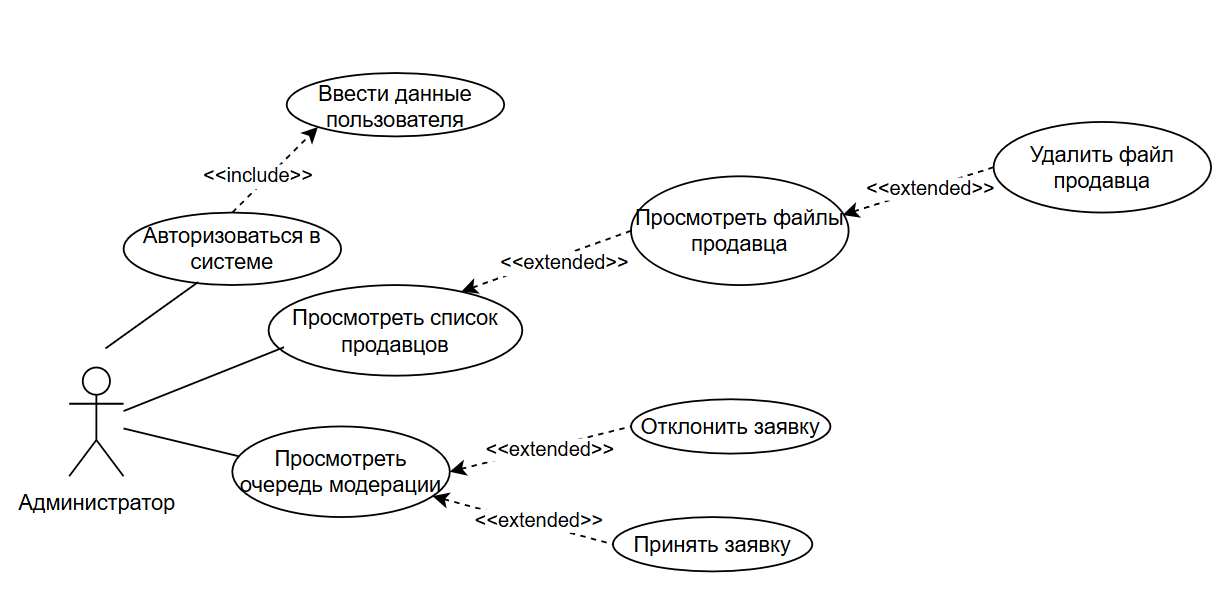 Ввести данные
пользователя
<<include>>
Авторизоваться в
системе
Удалить файл
продавца
<<extended>>
Просмотреть файлы
продавца
<<extended>>
Просмотреть список
продавцов
Отклонить заявку
<<extended>>
Просмотреть
очередь модерации
<<extended>>
Принять заявку
Администратор